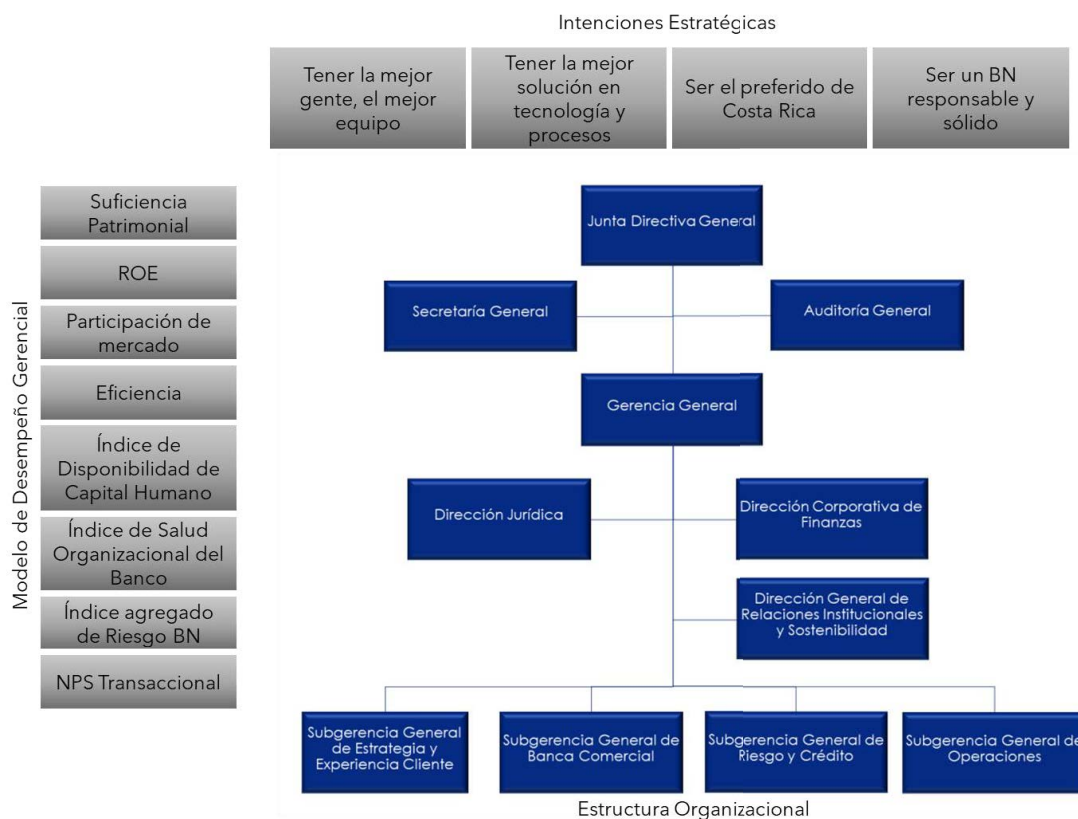 Intenciones Estratégicas
Tener la mejor
gente, el mejor
equipo
Tener la mejor
solución en
tecnología y
procesos
Ser el preferido de
Costa Rica
Ser un BN
responsable y
sólido
Modelo de Desempeño Gerencial
Suficiencia
Patrimonial
ROE
Participación de
mercado
Eficiencia
Índice de
Disponibilidad de
Capital Humano
Índice de Salud
Organizacional del
Banco
Índice agregado
de Riesgo BN
NPS Transaccional
Junta Directiva General
Secretaría General
Auditoría General
Gerencia General
Dirección Jurídica
Dirección Corporativa de
Finanzas
Dirección General de
Relaciones Institucionales
y Sostenibilidad
Subgerencia General
de Estrategia y
Experiencia Cliente
Subgerencia General de
Banca Comercial
Subgerencia General de
Riesgo y Crédito
Subgerencia General de
Operaciones
Estructura Organizacional